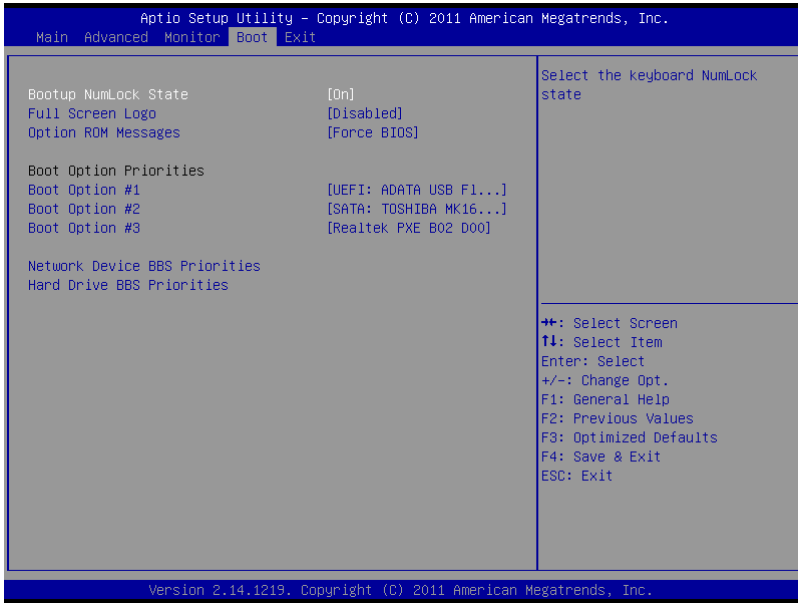 Aptio Setup Utility – Copyright (C) 2011 American Megatrends, Inc.
Main Advanced Monitor Boot Exit
Bootup NumLock State [On]
Full Screen Logo [Disabled]
Option ROM Messages [Force BIOS]
Boot Option Priorities
Boot Option #1 [UEFI: ADATA USB Fl...]
Boot Option #2 [SATA: TOSHIBA MK16...]
Boot Option #3 [Realtek PXE B02 D00]
Network Device BBS Priorities
Hard Drive BBS Priorities
Select the keyboard NumLock
state
→←: Select Screen
↑↓: Select Item
Enter: Select
+/-: Change Opt.
F1: General Help
F2: Previous Values
F3: Optimized Defaults
F4: Save & Exit
ESC: Exit
Version 2.14.1219. Copyright (C) 2011 American Megatrends, Inc.